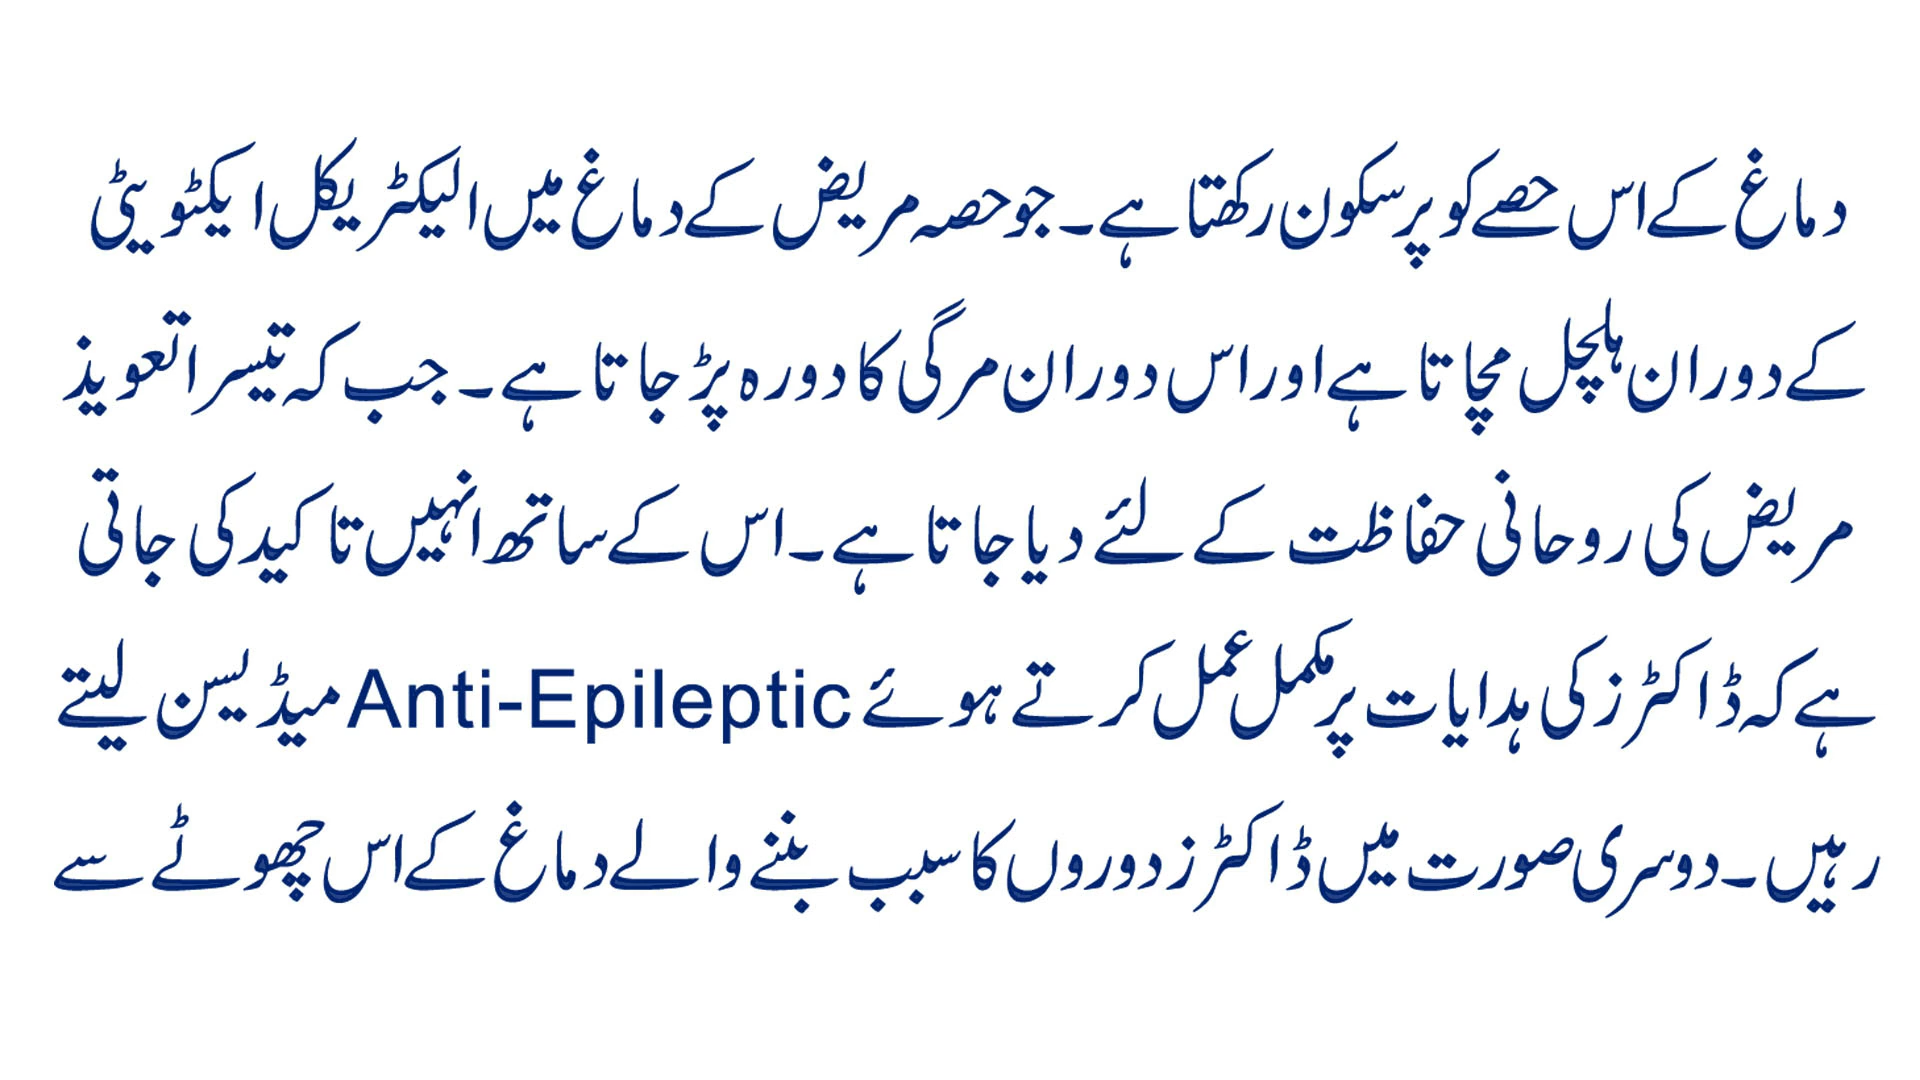 دماغ کے اس حصے کو پرسکون رکھتا ہے۔ جو حصہ مریض کے دماغ میں الیکٹریکل ایکٹویٹی
کے دوران ہلچل مچاتا ہے اور اس دوران مرگی کا دورہ پڑ جاتا ہے۔ جب کہ تیسرا تعویذ
مریض کی روحانی حفاظت کے لئے دیا جاتا ہے۔ اس کے ساتھ انہیں تاکید کی جاتی
ہے کہ ڈاکٹرز کی ہدایات پر مکمل عمل کرتے ہوئے Anti-Epileptic میڈیسن لیتے
رہیں۔ دوسری صورت میں ڈاکٹرز دوروں کا سبب بننے والے دماغ کے اس چھوٹے سے